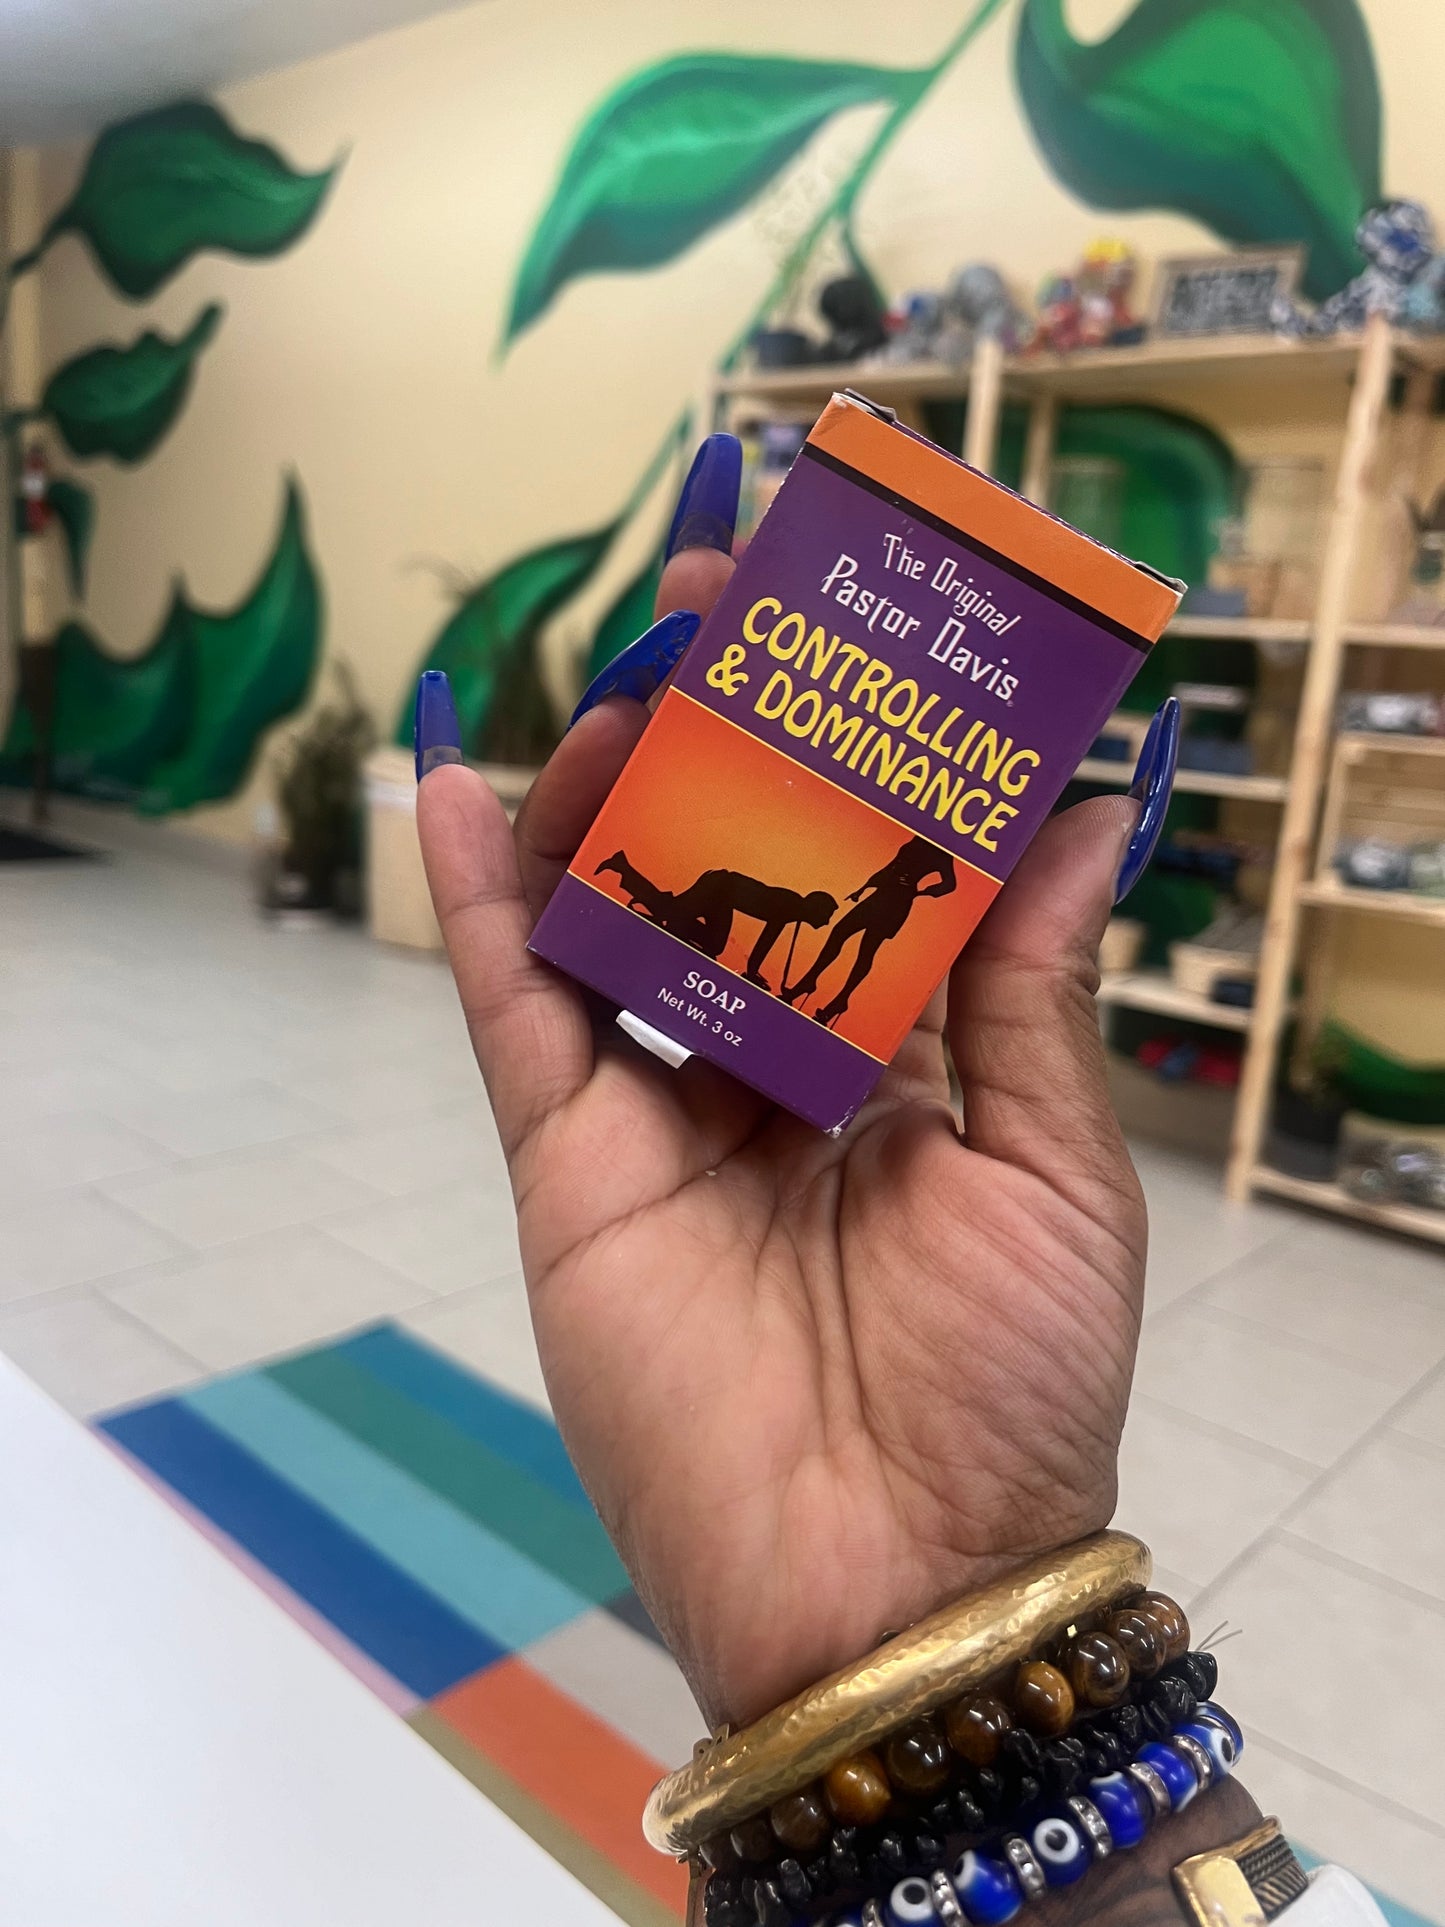 The Original
Pastor Davis®
CONTROLLING
& DOMINANCE
SOAP
Net Wt. 3 oz